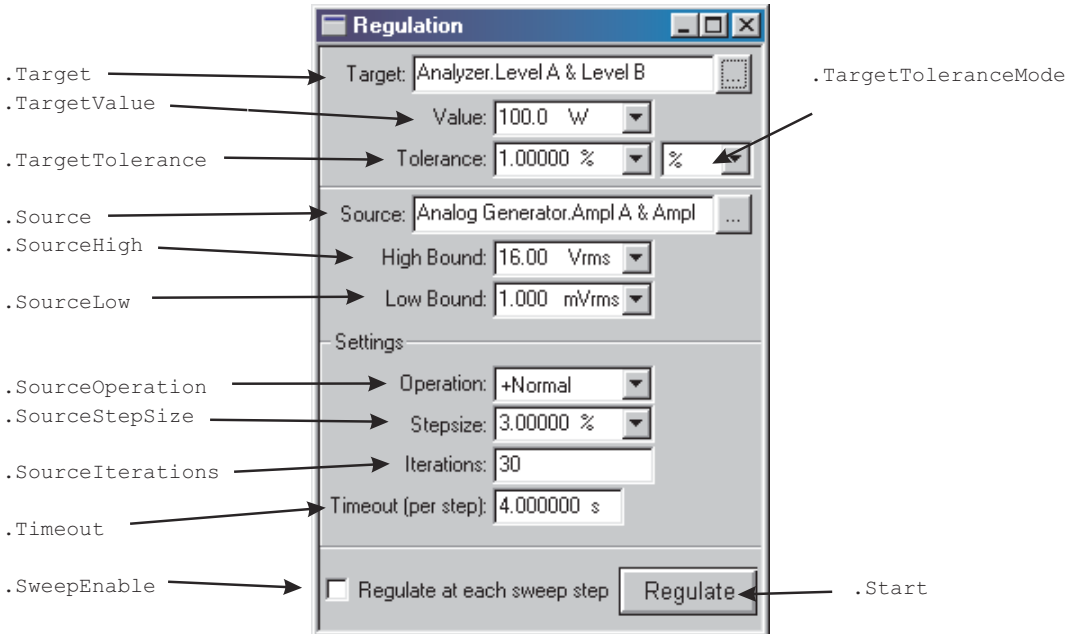 Regulation
.Target
Target: Analyzer.Level A & Level B ...
.TargetToleranceMode
.TargetValue
Value: 100.0 W
.TargetTolerance
Tolerance: 1.00000 % %
.Source
Source: Analog Generator.Ampl A & Ampl ...
.SourceHigh
High Bound: 16.00 Vrms
.SourceLow
Low Bound: 1.000 mVrms
Settings
.SourceOperation
Operation: +Normal
.SourceStepSize
Stepsize: 3.00000 %
.SourceIterations
Iterations: 30
.Timeout
Timeout (per step): 4.000000 s
.SweepEnable
Regulate at each sweep step
Regulate
.Start